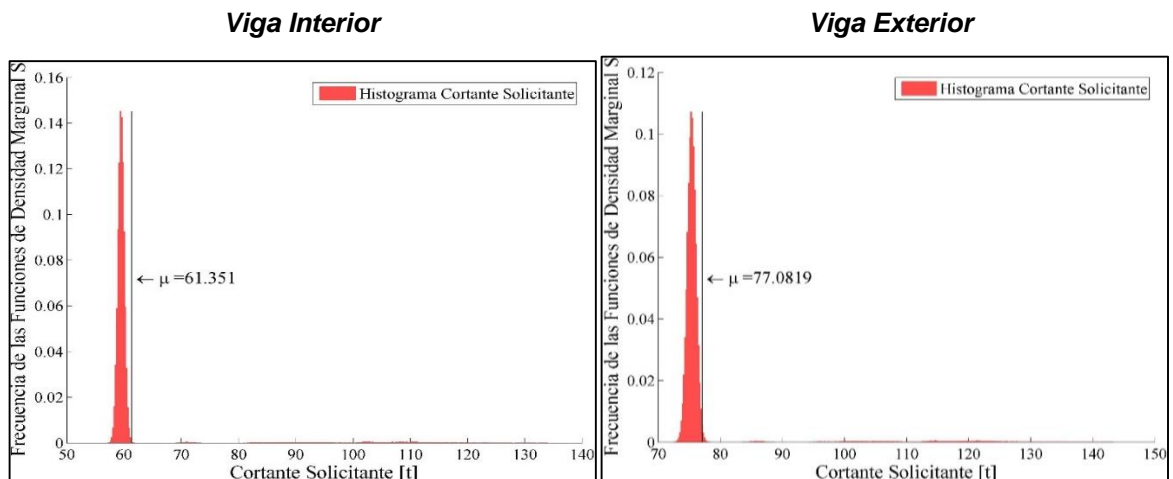 Viga Interior
Frecuencia de las Funciones de Densidad Marginal S
0.16
0.14
0.12
0.1
0.08
0.06
0.04
0.02
0
Histograma Cortante Solicitante
← μ =61.351
50 60 70 80 90 100 110 120 130 140
Cortante Solicitante [t]
Viga Exterior
Frecuencia de las Funciones de Densidad Marginal S
0.12
0.1
0.08
0.06
0.04
0.02
0
Histograma Cortante Solicitante
← μ =77.0819
70 80 90 100 110 120 130 140 150
Cortante Solicitante [t]